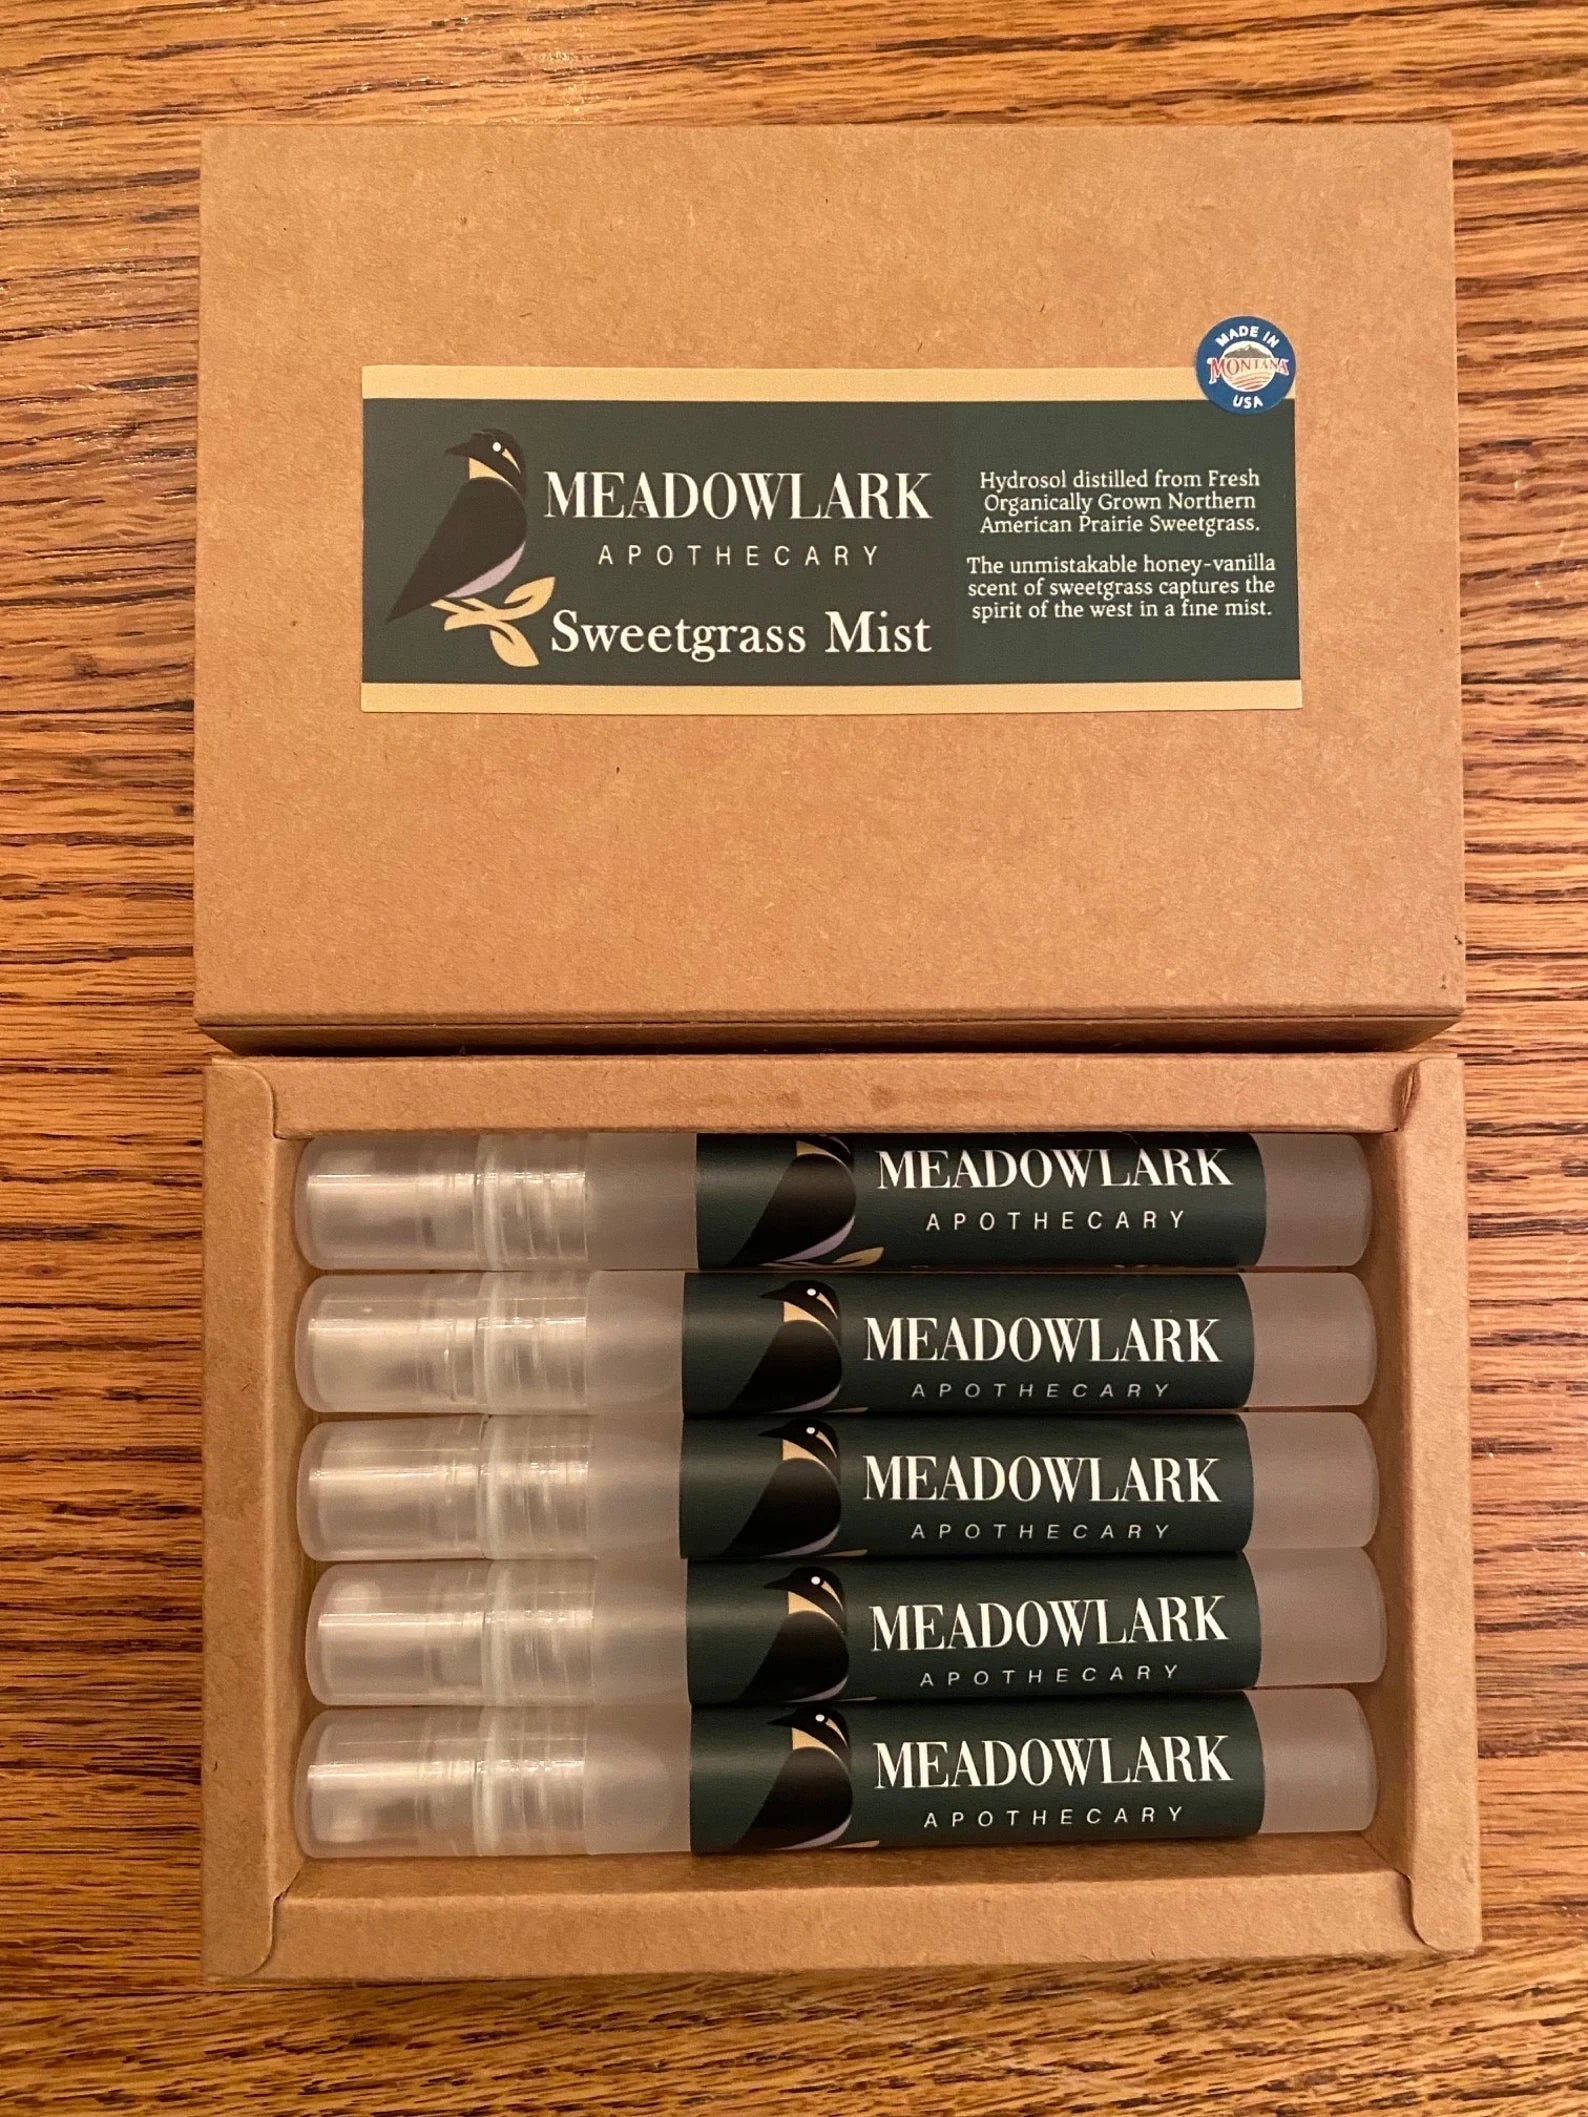 MADE IN
MONTANA
USA
MEADOWLARK
APOTHECARY
Sweetgrass Mist
Hydrosol distilled from Fresh
Organically Grown Northern
American Prairie Sweetgrass.
The unmistakable honey-vanilla
scent of sweetgrass captures the
spirit of the west in a fine mist.
MEADOWLARK
APOTHECARY
MEADOWLARK
APOTHECARY
MEADOWLARK
APOTHECARY
MEADOWLARK
APOTHECARY
MEADOWLARK
APOTHECARY